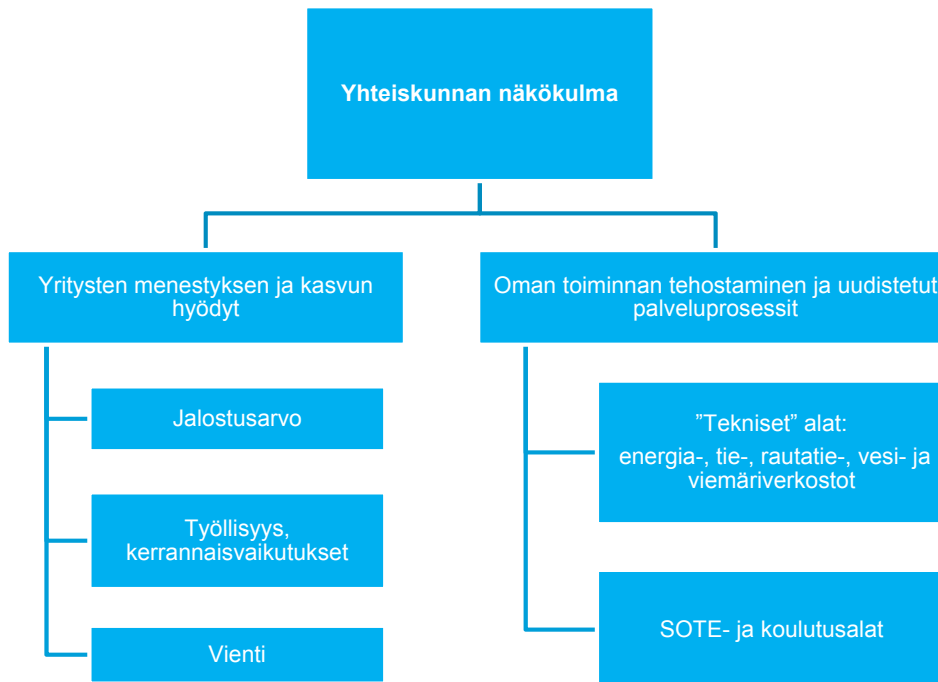 Yhteiskunnan näkökulma
Yritysten menestyksen ja kasvun
hyödyt
Jalostusarvo
Työllisyys,
kerrannaisvaikutukset
Vienti
Oman toiminnan tehostaminen ja uudistetut
palveluprosessit
”Tekniset” alat:
energia-, tie-, rautatie-, vesi- ja
viemäriverkostot
SOTE- ja koulutusalat